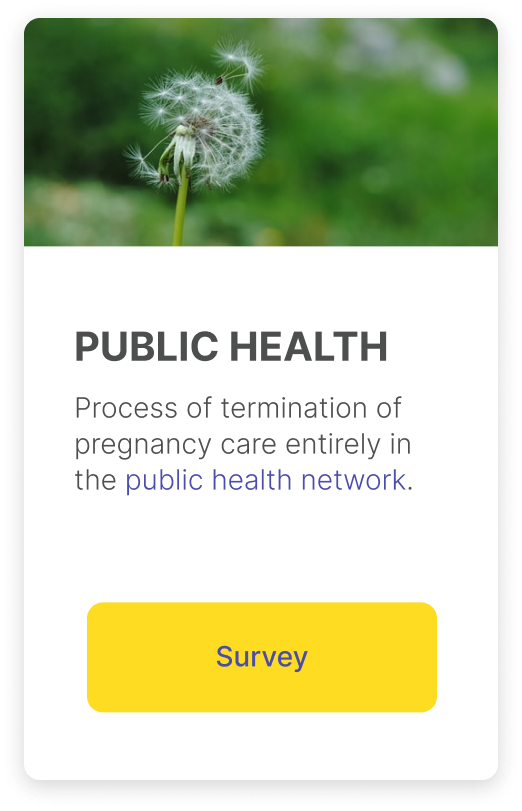 PUBLIC HEALTH
Process of termination of
pregnancy care entirely in
the public health network.
Survey